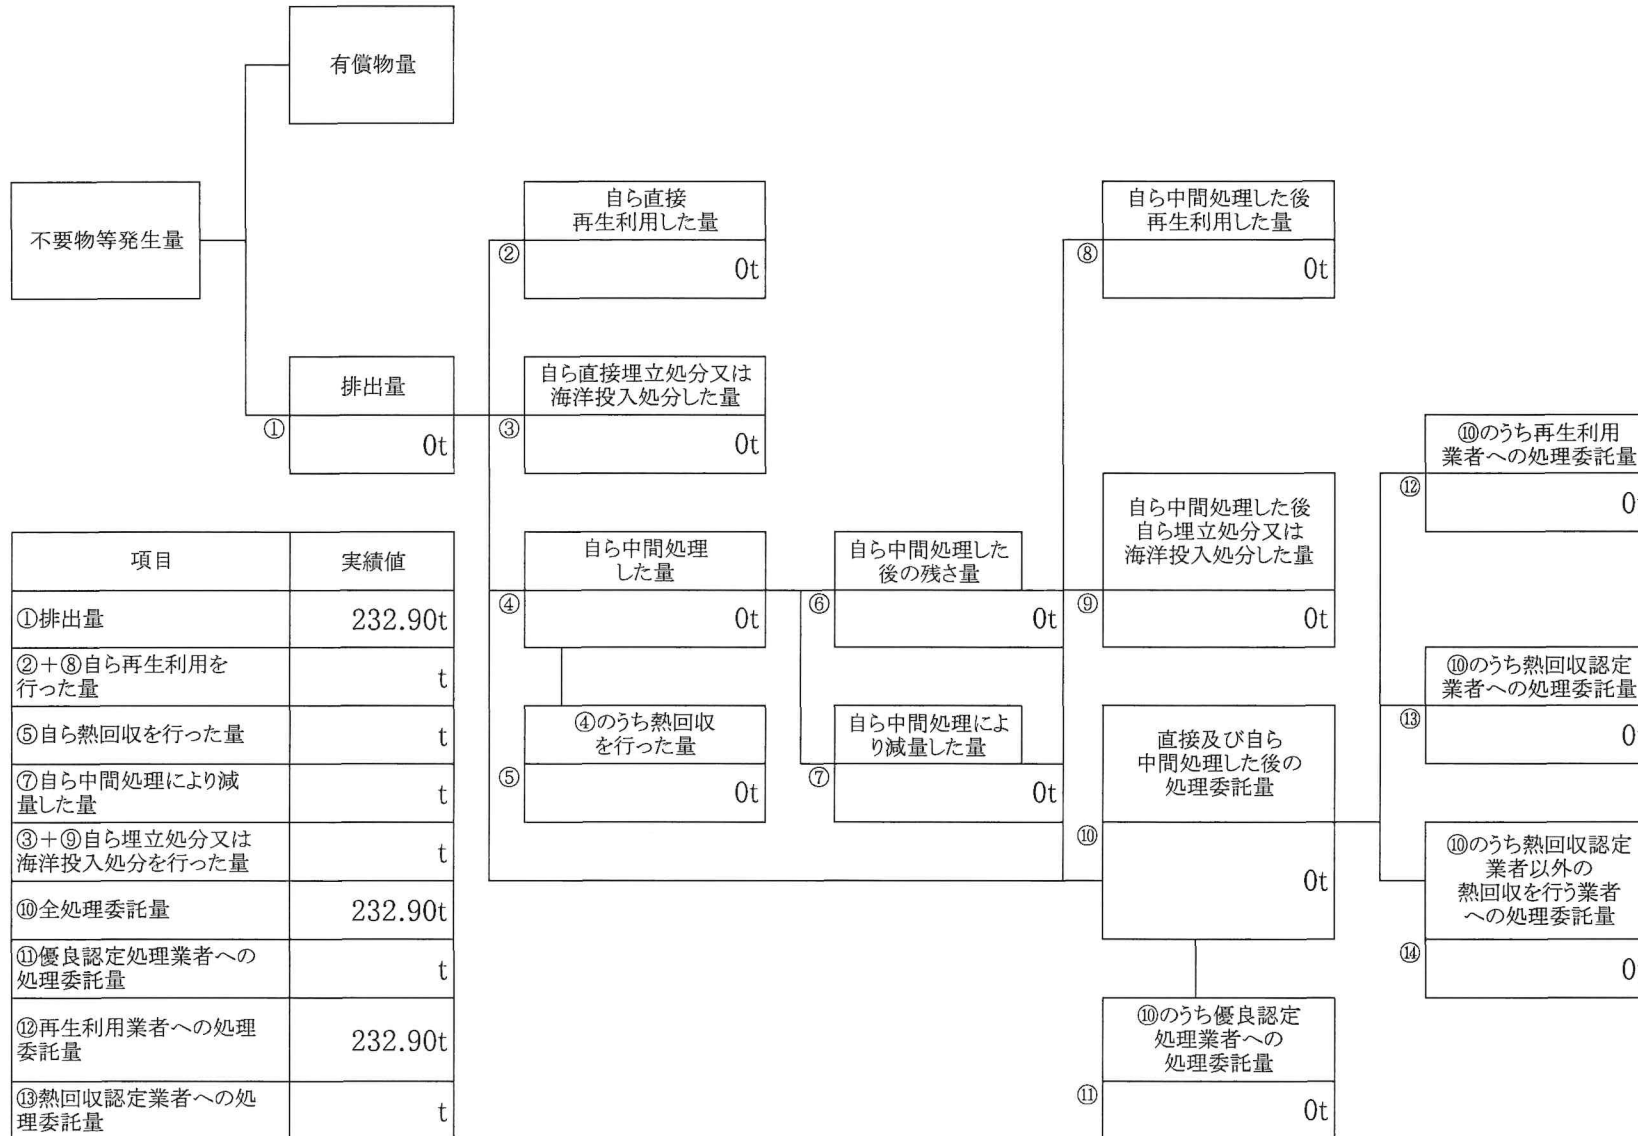 有償物量
不要物等発生量
自ら直接
再生利用した量
②
0t
自ら中間処理した後
再生利用した量
⑧
0t
排出量
①
0t
自ら直接埋立処分又は
海洋投入処分した量
③
0t
⑩のうち再生利用
業者への処理委託量
⑫
0
自ら中間処理
した量
④
0t
自ら中間処理した
後の残さ量
⑥
0t
自ら中間処理した後
自ら埋立処分又は
海洋投入処分した量
⑨
0t
⑩のうち熱回収認定
業者への処理委託量
⑬
0
④のうち熱回収
を行った量
⑤
0t
自ら中間処理によ
り減量した量
⑦
0t
直接及び自ら
中間処理した後の
処理委託量
⑩
0t
⑩のうち熱回収認定
業者以外の
熱回収を行う業者
への処理委託量
⑭
0
⑩のうち優良認定
処理業者への
処理委託量
⑪
0t
項目 実績値
①排出量 232.90t
②+⑧自ら再生利用を
行った量 t
⑤自ら熱回収を行った量 t
⑦自ら中間処理により減
量した量 t
③+⑨自ら埋立処分又は
海洋投入処分を行った量 t
⑩全処理委託量 232.90t
⑪優良認定処理業者への
処理委託量 t
⑫再生利用業者への処理
委託量 232.90t
⑬熱回収認定業者への処
理委託量 t